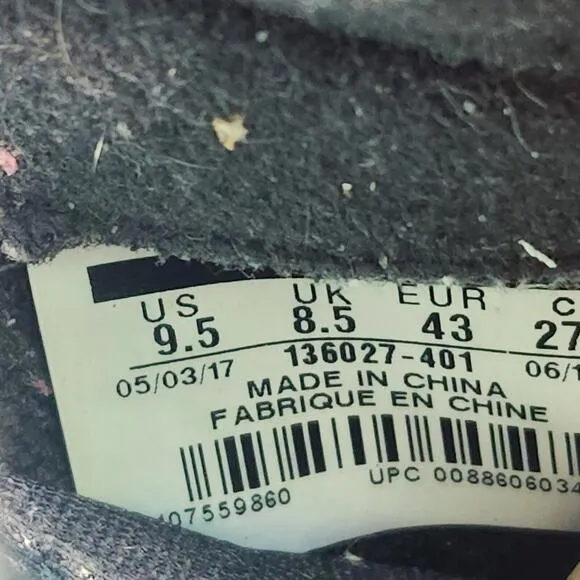 US UK EUR C
9.5 8.5 43 27
136027-401
05/03/17 06/1
MADE IN CHINA
FABRIQUE EN CHINE
UPC 0088606034
07559860